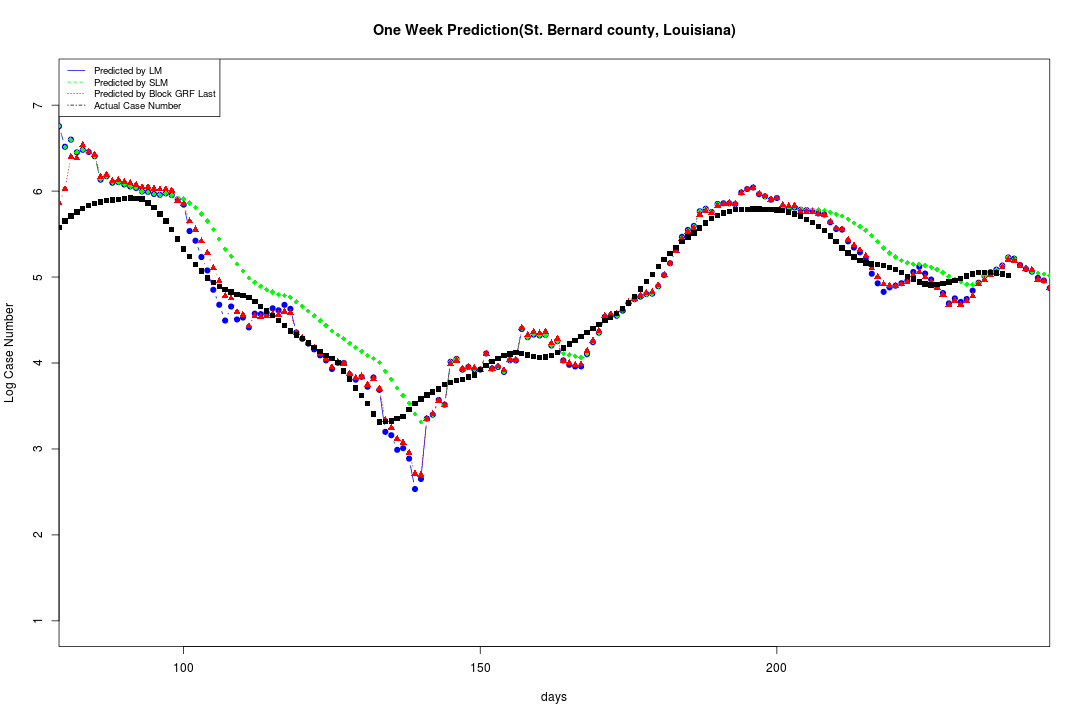 One Week Prediction(St. Bernard county, Louisiana)
Predicted by LM
Predicted by SLM
Predicted by Block GRF Last
Actual Case Number
7
6
5
4
3
2
1
Log Case Number
100
150
200
days